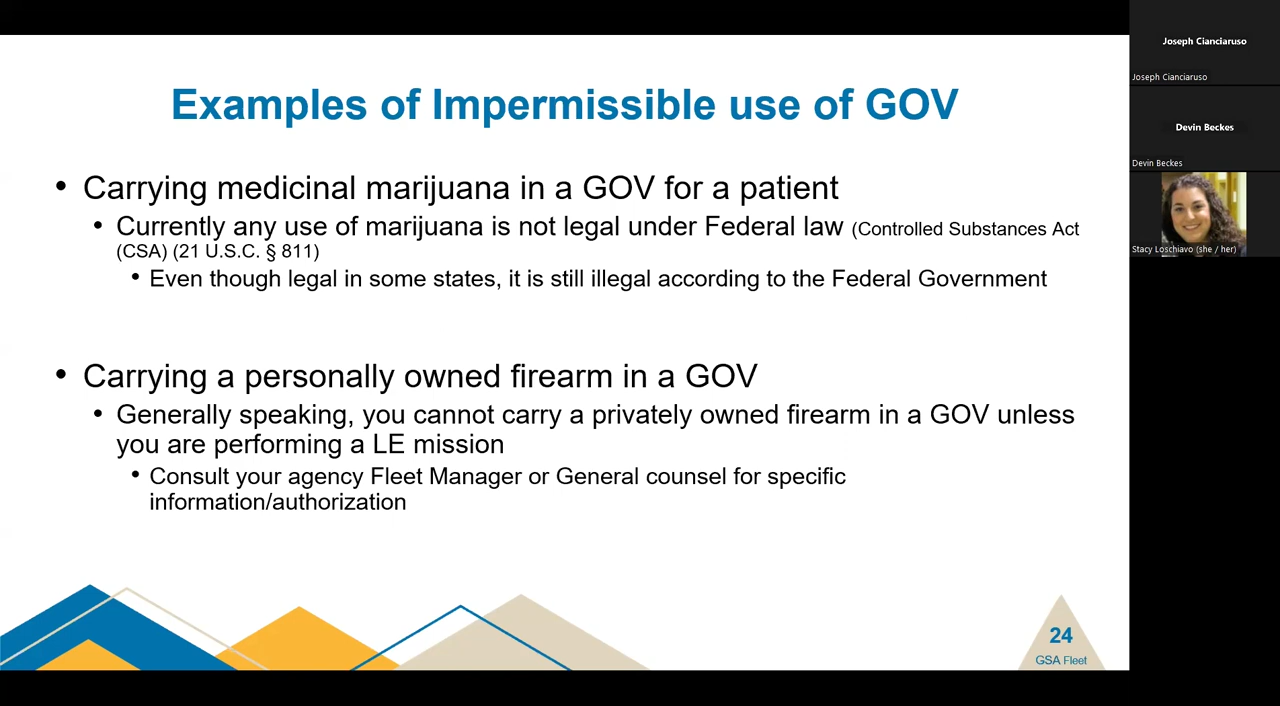 Examples of Impermissible use of GOV
• Carrying medicinal marijuana in a GOV for a patient
• Currently any use of marijuana is not legal under Federal law (Controlled Substances Act
(CSA) (21 U.S.C. § 811)
• Even though legal in some states, it is still illegal according to the Federal Government
• Carrying a personally owned firearm in a GOV
• Generally speaking, you cannot carry a privately owned firearm in a GOV unless
you are performing a LE mission
• Consult your agency Fleet Manager or General counsel for specific
information/authorization
24
GSA Fleet
Joseph Cianciaruso
Joseph Cianciaruso
Devin Beckes
Devin Beckes
Stacy Loschiavo (she / her)